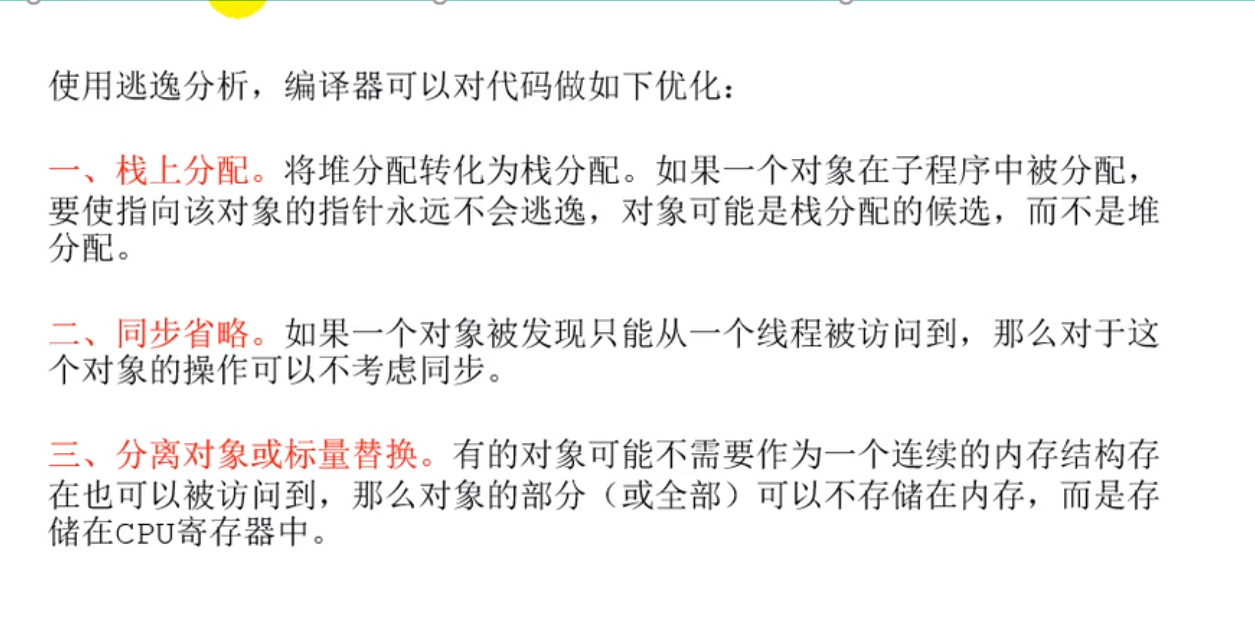 使用逃逸分析，编译器可以对代码做如下优化：
一、栈上分配。将堆分配转化为栈分配。如果一个对象在子程序中被分配，
要使指向该对象的指针永远不会逃逸，对象可能是栈分配的候选，而不是堆
分配。
二、同步省略。如果一个对象被发现只能从一个线程被访问到，那么对于这
个对象的操作可以不考虑同步。
三、分离对象或标量替换。有的对象可能不需要作为一个连续的内存结构存
在也可以被访问到，那么对象的部分（或全部）可以不存储在内存，而是存
储在CPU寄存器中。